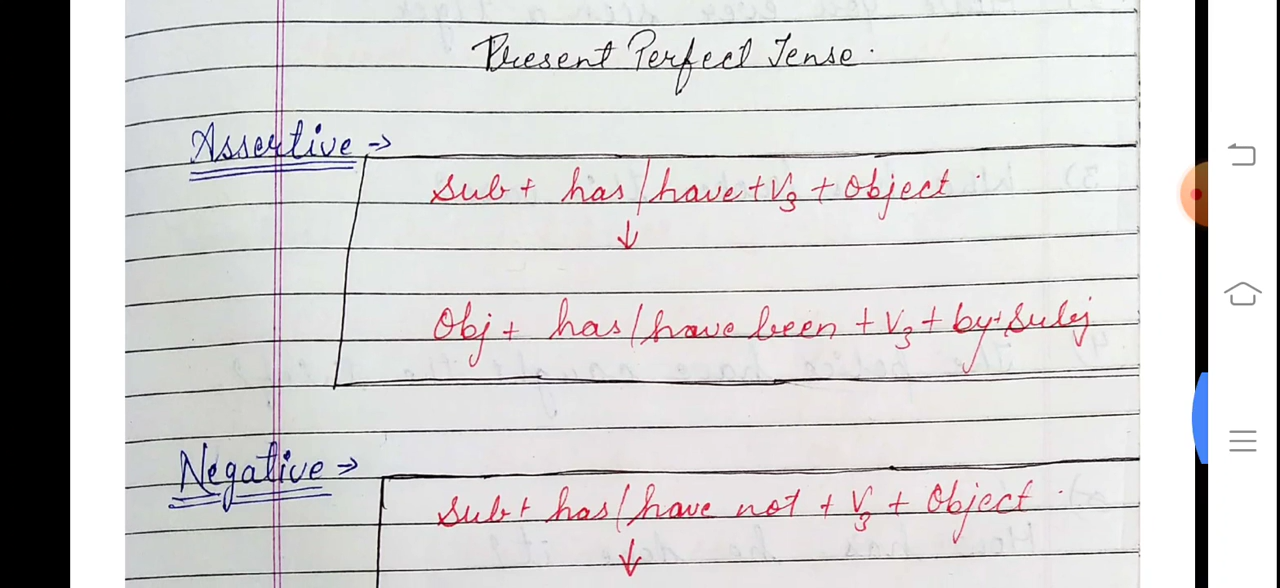 Present Perfect Tense.
Assertive →
Sub + has/have + V3 + Object.
↓
Obj + has/have been + V3 + by + Subj
Negative →
Sub + has/have not + V3 + Object.
↓